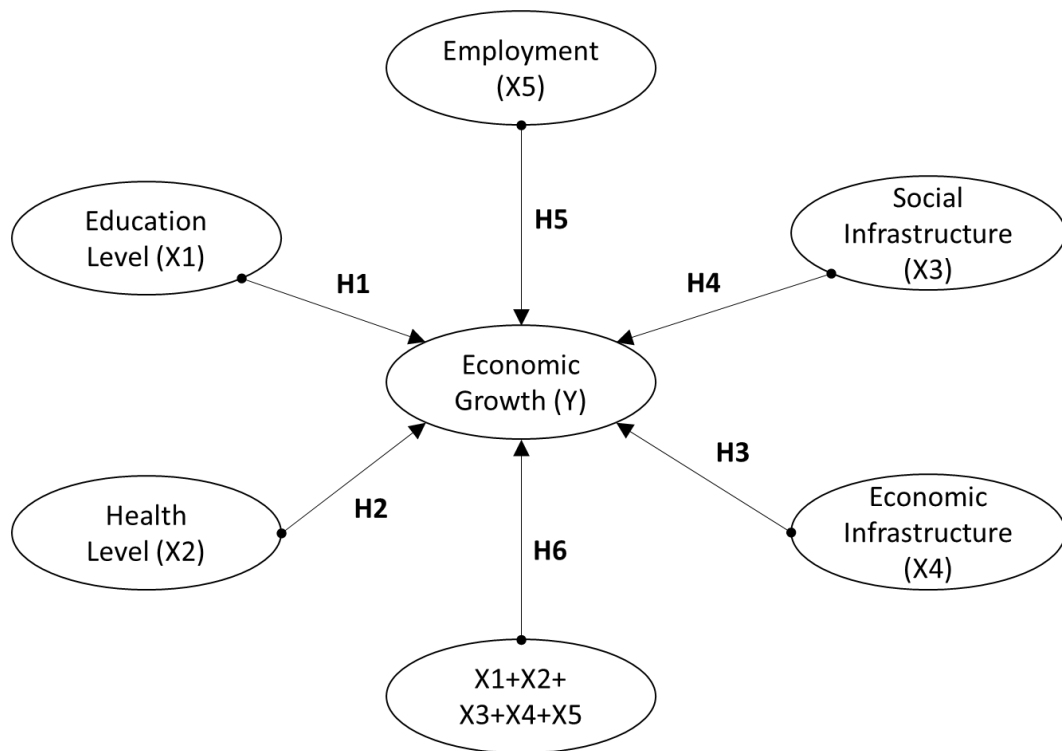 Employment
(X5)
Education
Level (X1)
Social
Infrastructure
(X3)
H5
H1
H4
Economic
Growth (Y)
H3
H2
Health
Level (X2)
Economic
Infrastructure
(X4)
H6
X1+X2+
X3+X4+X5